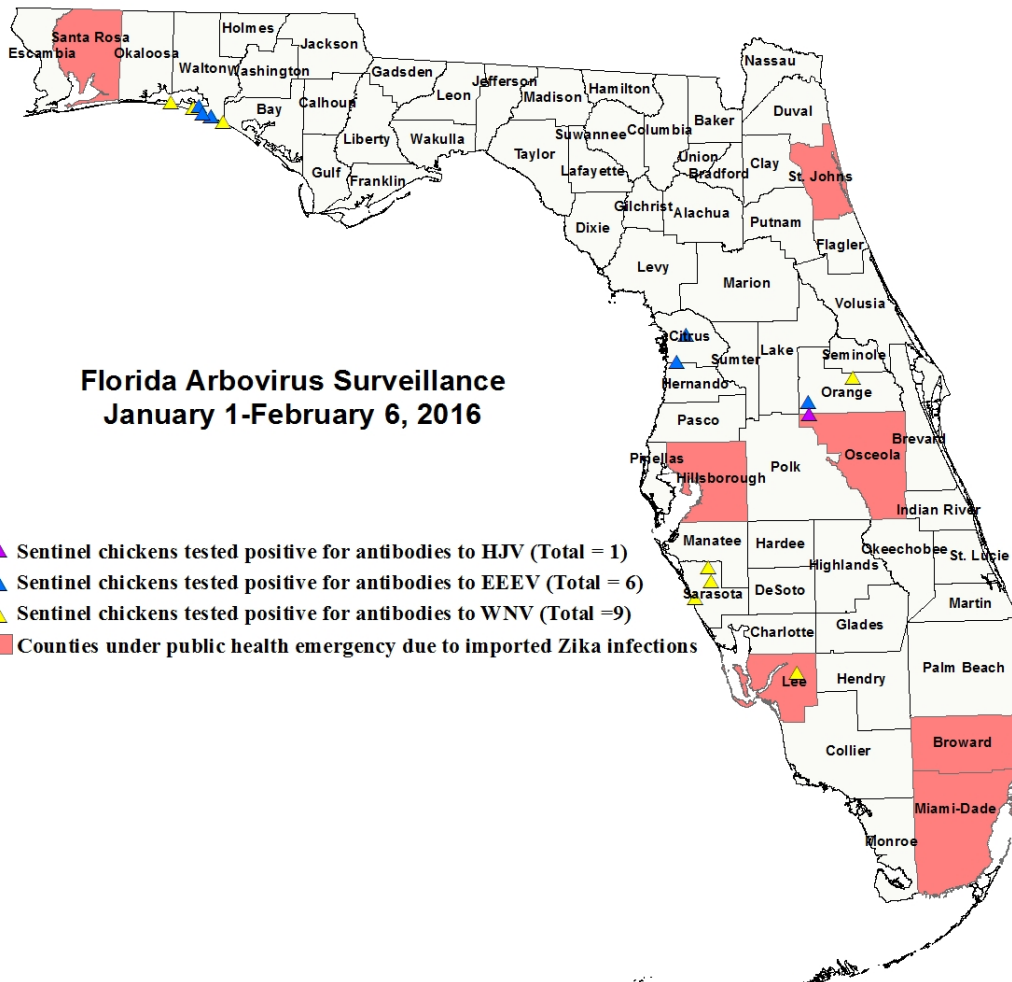 Holmes
Santa Rosa
Escambia
Okaloosa
Walton
Washington
Jackson
Gadsden
Jefferson
Nassau
Bay
Calhoun
Leon
Madison
Hamilton
Duval
Liberty
Wakulla
Suwannee
Columbia
Baker
Taylor
Lafayette
Union
Bradford
Clay
St. Johns
Gulf
Franklin
Gilchrist
Alachua
Putnam
Dixie
Flagler
Levy
Marion
Volusia
Citrus
Sumter
Lake
Seminole
Hernando
Orange
Florida Arbovirus Surveillance
January 1-February 6, 2016
Pasco
Brevard
Pinellas
Hillsborough
Polk
Osceola
Indian River
Manatee
Hardee
Okeechobee
St. Lucie
Highlands
Sarasota
DeSoto
Martin
Charlotte
Glades
Lee
Hendry
Palm Beach
Collier
Broward
Miami-Dade
Monroe
Sentinel chickens tested positive for antibodies to HJV (Total = 1)
Sentinel chickens tested positive for antibodies to EEEV (Total = 6)
Sentinel chickens tested positive for antibodies to WNV (Total =9)
Counties under public health emergency due to imported Zika infections